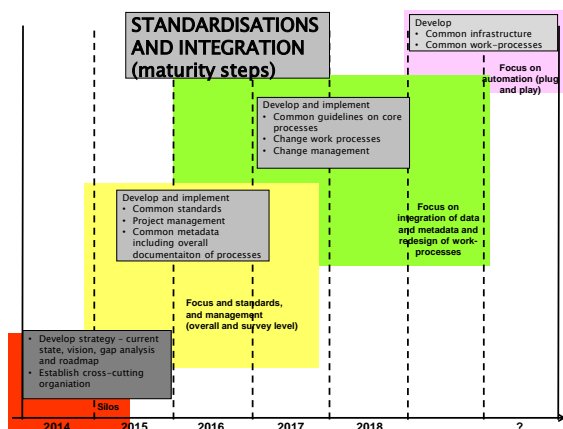 STANDARDISATIONS
AND INTEGRATION
(maturity steps)
Develop
• Common infrastructure
• Common work-processes
Focus on
automation (plug
and play)
Develop and implement
• Common guidelines on core
processes
• Change work processes
• Change management
Focus on
integration of data
and metadata and
redesign of work-
processes
Develop and implement
• Common standards
• Project management
• Common metadata
including overall
documentaiton of processes
Focus and standards,
and management
(overall and survey level)
• Develop strategy – current
state, vision, gap analysis
and roadmap
• Establish cross-cutting
organiation
Silos
2014 2015 2016 2017 2018 ?